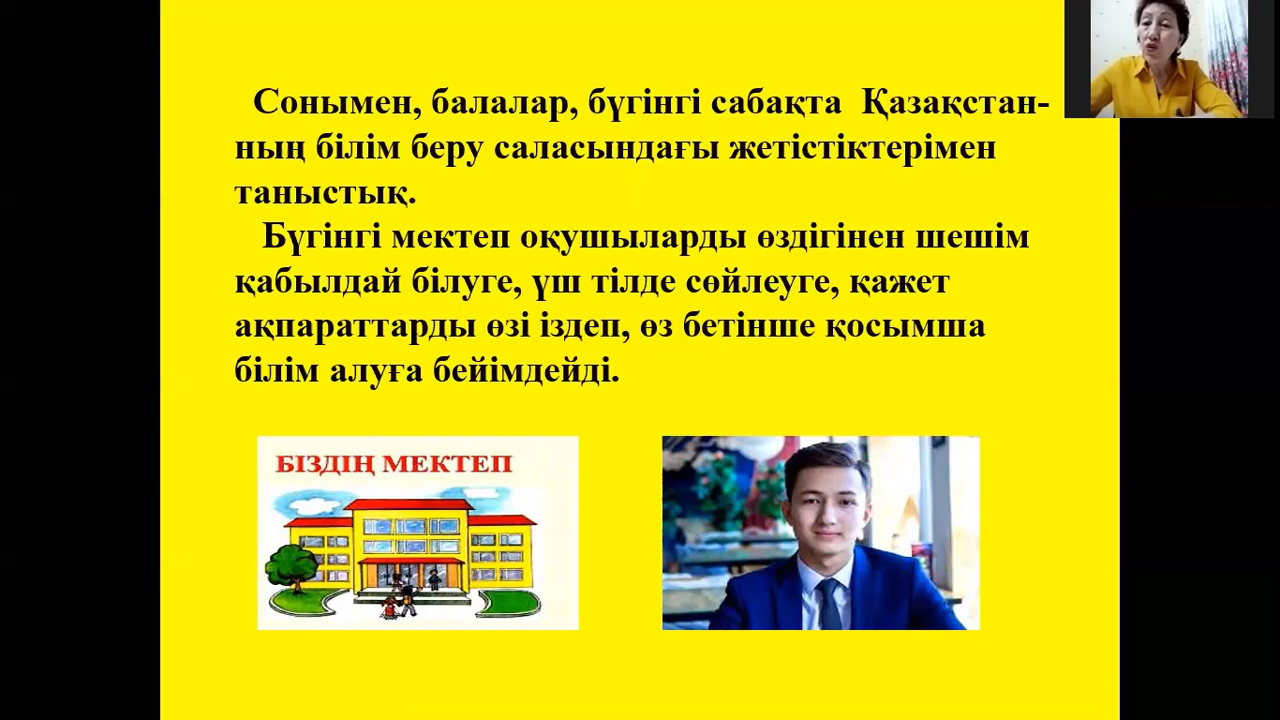 Сонымен, балалар, бүгінгі сабақта Қазақстан-
ның білім беру саласындағы жетістіктерімен
таныстық.
Бүгінгі мектеп оқушыларды өздігінен шешім
қабылдай білуге, үш тілде сөйлеуге, қажет
ақпараттарды өзі іздеп, өз бетінше қосымша
білім алуға бейімдейді.
БІЗДІҢ МЕКТЕП